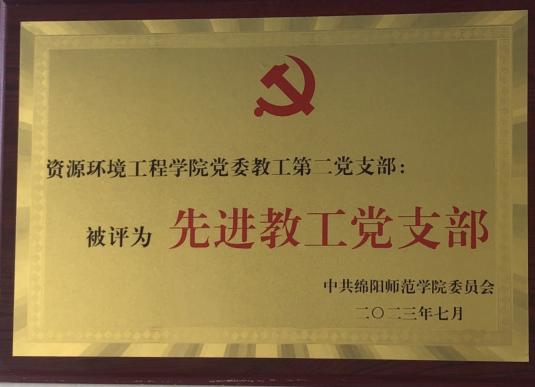 资源环境工程学院党委教工第二党支部：
被评为 先进教工党支部
中共绵阳师范学院委员会
二〇二三年七月